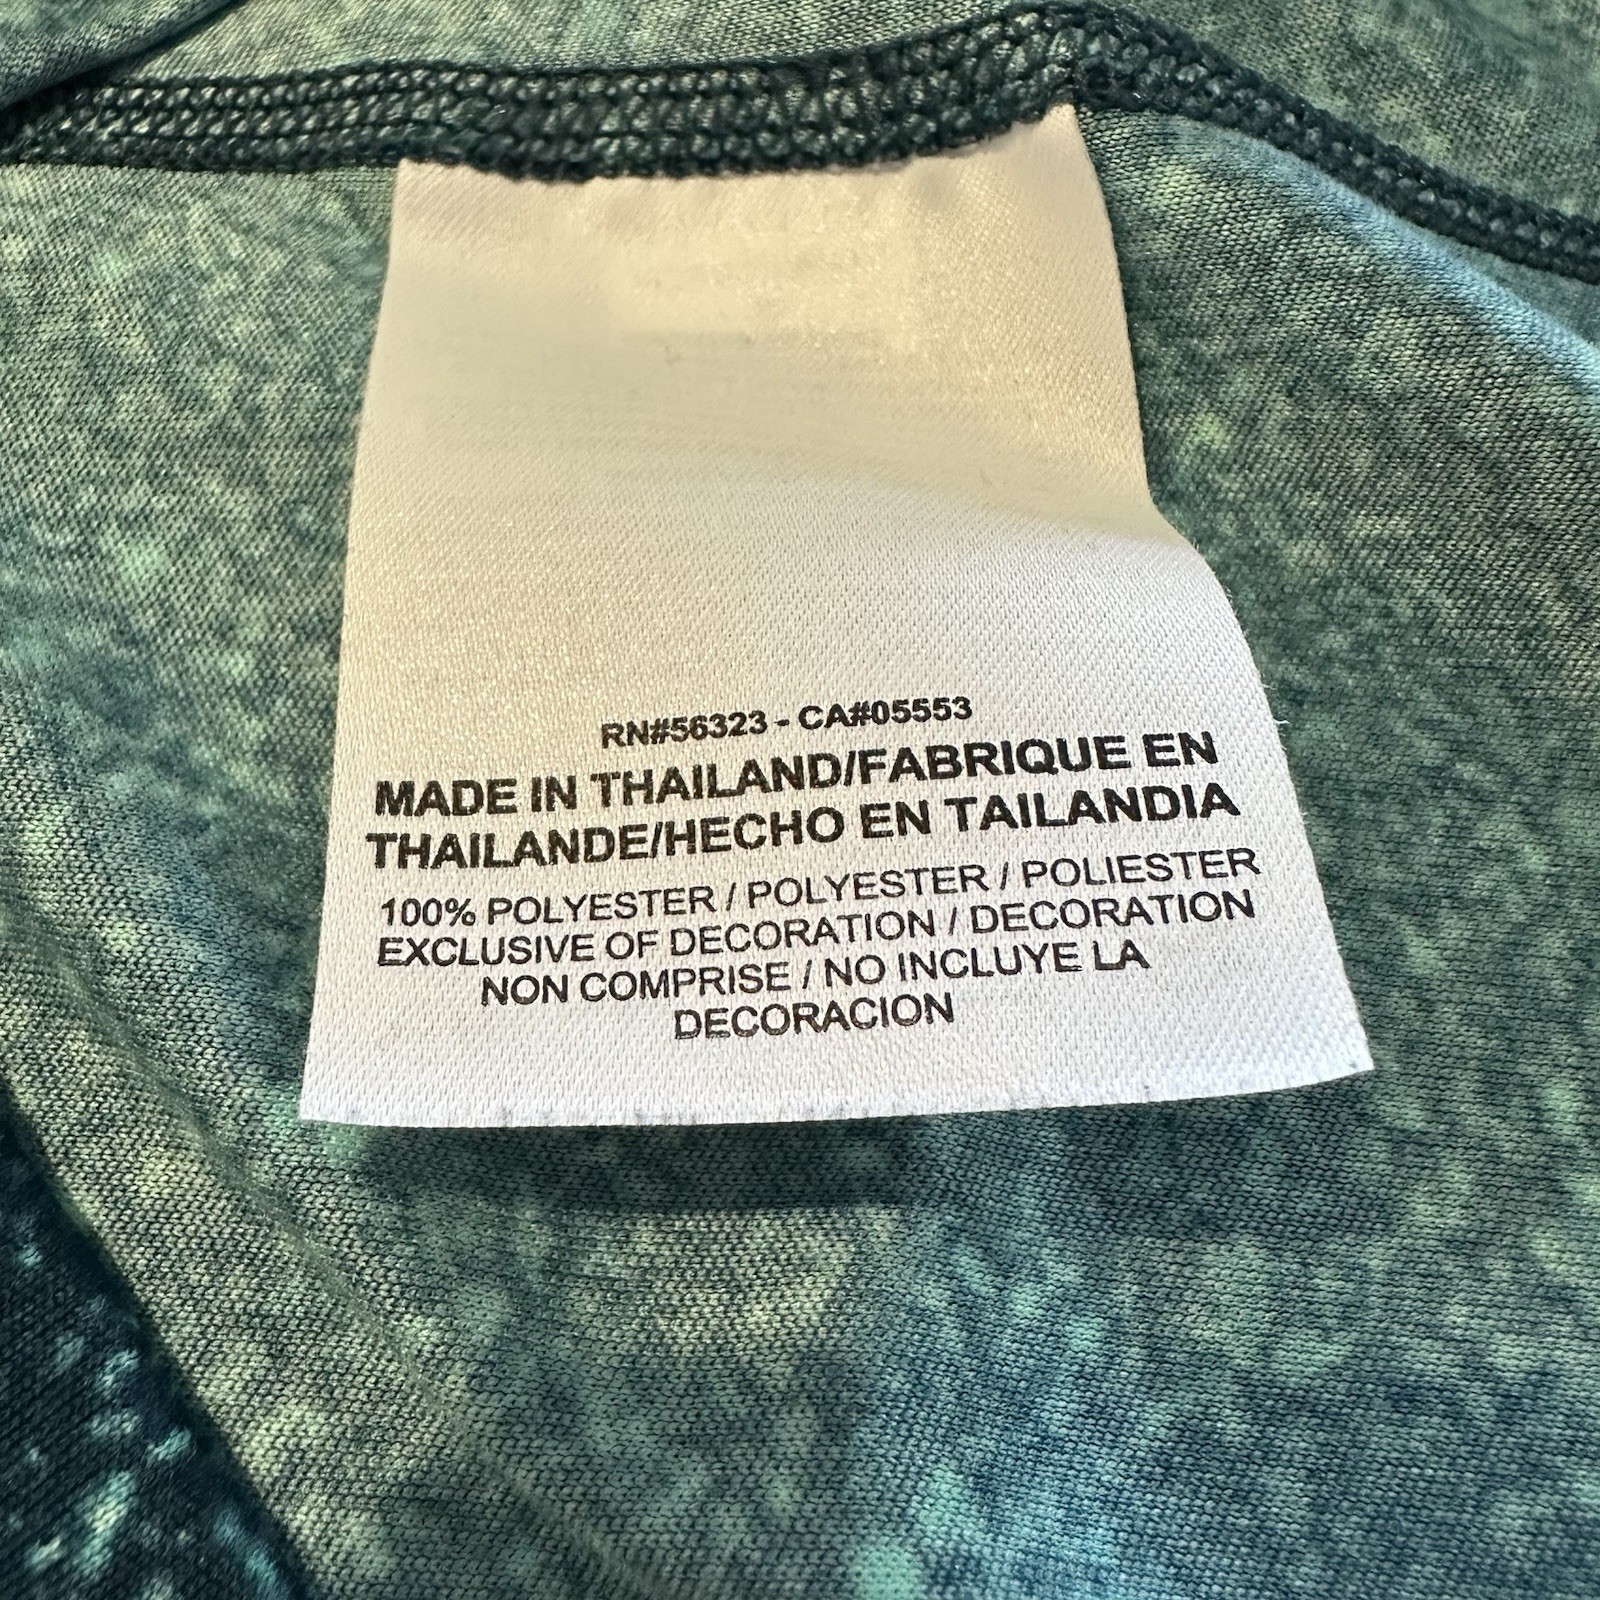 RN#56323 - CA#05553
MADE IN THAILAND/FABRIQUE EN
THAILANDE/HECHO EN TAILANDIA
100% POLYESTER / POLYESTER / POLIESTER
EXCLUSIVE OF DECORATION / DECORATION
NON COMPRISE / NO INCLUYE LA
DECORACION